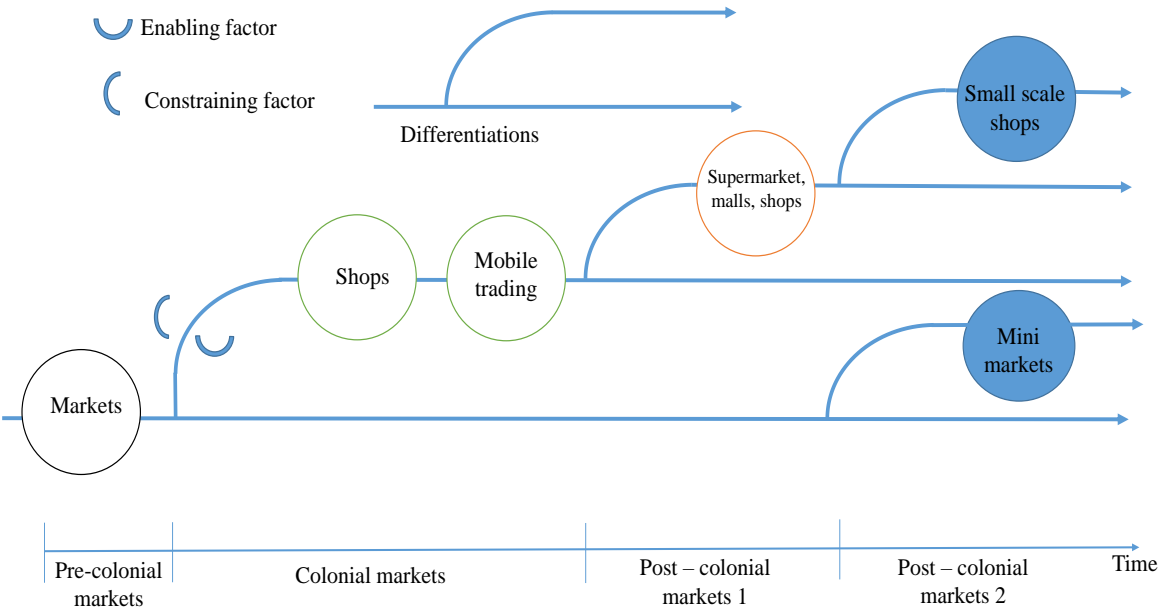 Enabling factor
Constraining factor
Differentiations
Small scale
shops
Supermarket,
malls, shops
Shops
Mobile
trading
Mini
markets
Markets
Pre-colonial
markets
Colonial markets
Post – colonial
markets 1
Post – colonial
markets 2
Time